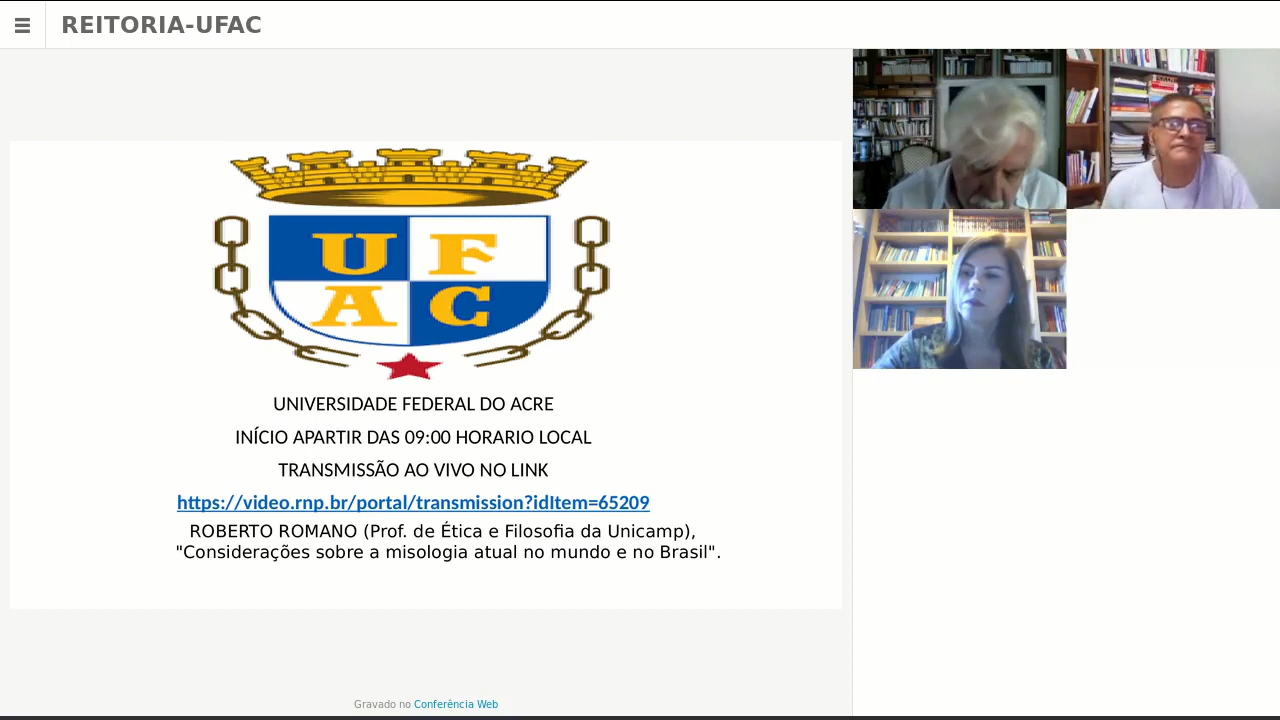 REITORIA-UFAC
U F
A C
UNIVERSIDADE FEDERAL DO ACRE
INÍCIO APARTIR DAS 09:00 HORARIO LOCAL
TRANSMISSÃO AO VIVO NO LINK
https://video.rnp.br/portal/transmission?idItem=65209
ROBERTO ROMANO (Prof. de Ética e Filosofia da Unicamp),
"Considerações sobre a misologia atual no mundo e no Brasil".
Gravado no Conferência Web